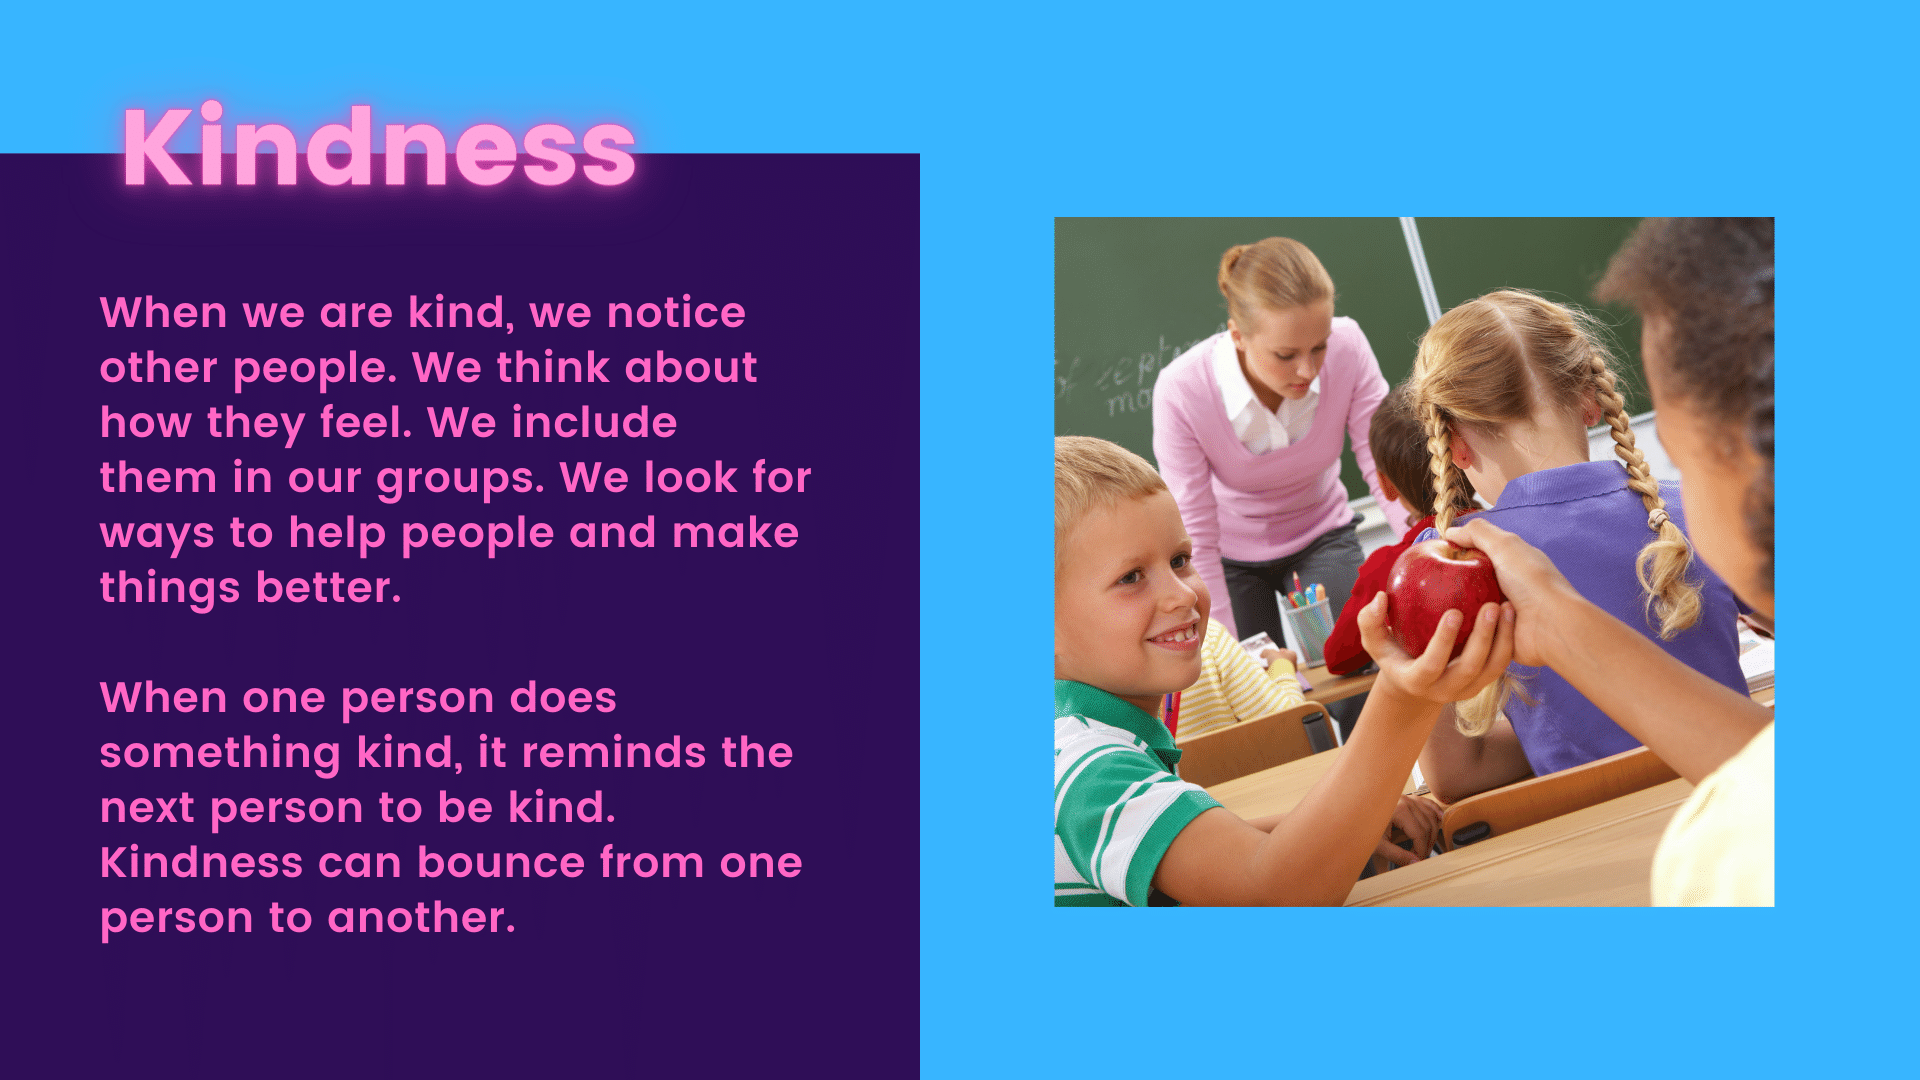 Kindness
When we are kind, we notice
other people. We think about
how they feel. We include
them in our groups. We look for
ways to help people and make
things better.
When one person does
something kind, it reminds the
next person to be kind.
Kindness can bounce from one
person to another.